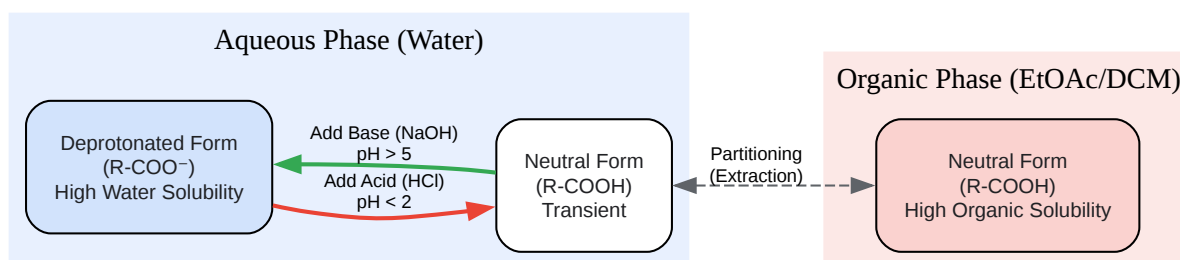 Aqueous Phase (Water)
Deprotonated Form
(R-COO⁻)
High Water Solubility
Add Base (NaOH)
pH > 5
Add Acid (HCl)
pH < 2
Neutral Form
(R-COOH)
Transient
Partitioning
(Extraction)
Organic Phase (EtOAc/DCM)
Neutral Form
(R-COOH)
High Organic Solubility